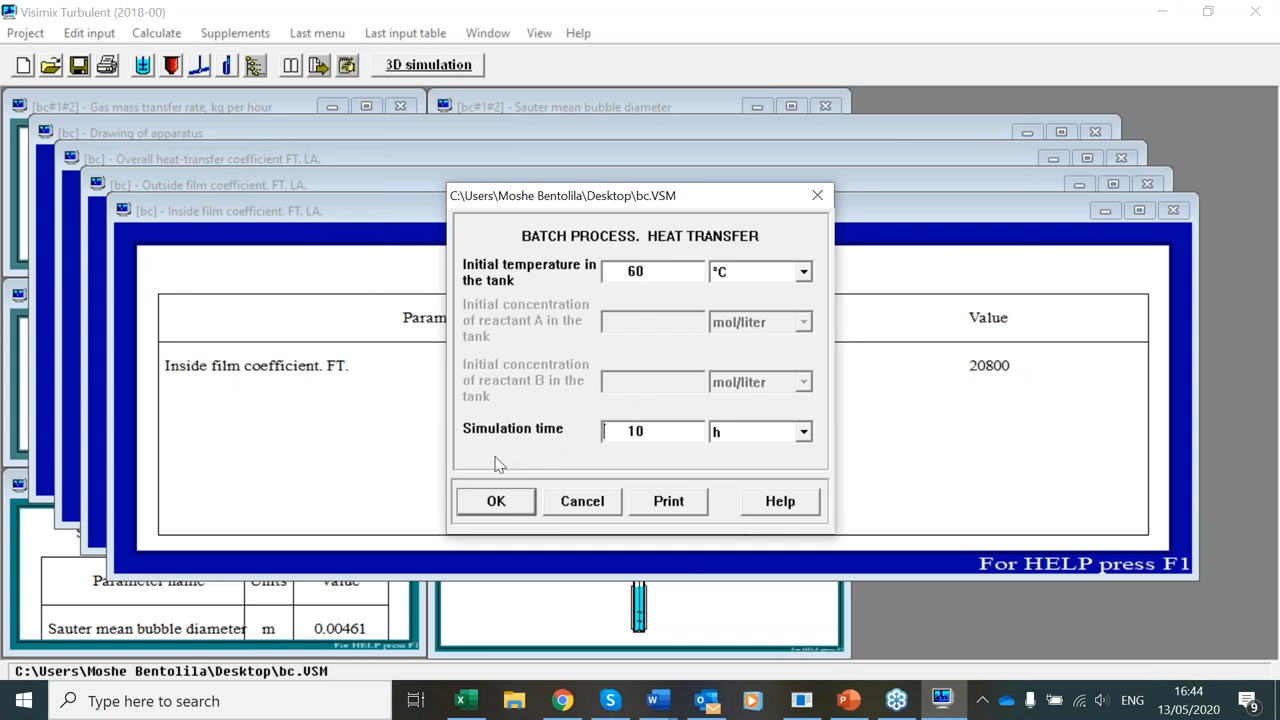 Visimix Turbulent (2018-00)
Project Edit input Calculate Supplements Last menu Last input table Window View Help
3D simulation
[bc#1#2] - Gas mass transfer rate, kg per hour
[bc#1#2] - Sauter mean bubble diameter
[bc] - Drawing of apparatus
[bc] - Overall heat-transfer coefficient FT. LA.
[bc] - Outside film coefficient. FT. LA.
[bc] - Inside film coefficient. FT. LA.
C:\Users\Moshe Bentolila\Desktop\bc.VSM
BATCH PROCESS. HEAT TRANSFER
Initial temperature in
the tank
60 °C
Initial concentration
of reactant A in the
tank
mol/liter
Initial concentration
of reactant B in the
tank
mol/liter
Simulation time 10 h
OK Cancel Print Help
Param Value
Inside film coefficient. FT. 20800
For HELP press F1
Parameter name Units Value
Sauter mean bubble diameter m 0.00461
For HELP press F1
C:\Users\Moshe Bentolila\Desktop\bc.VSM
Type here to search
ENG
16:44
13/05/2020
9